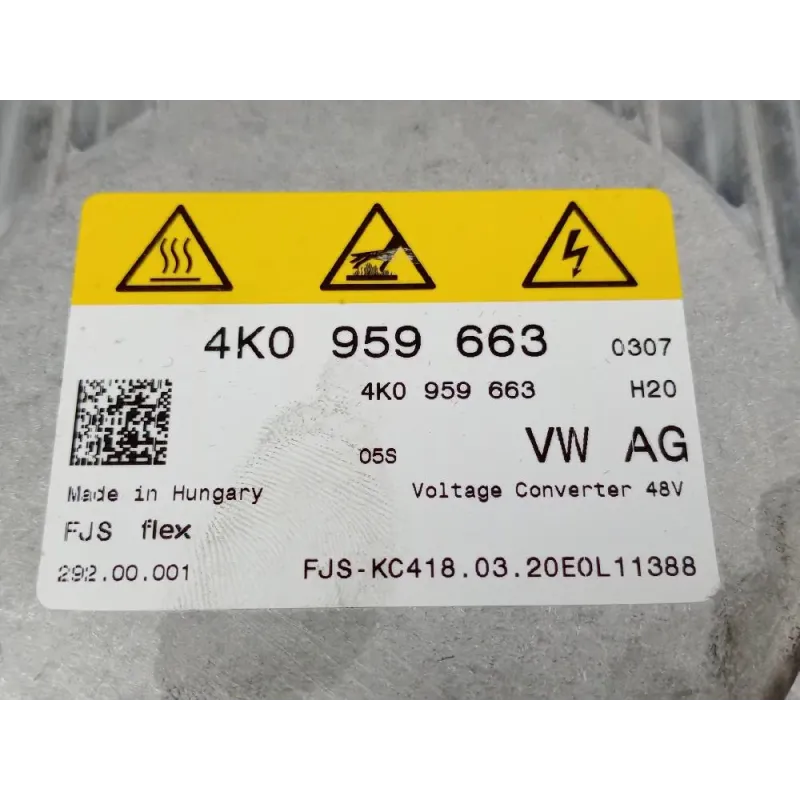 4K0 959 663 0307
4K0 959 663 H20
05S VW AG
Made in Hungary Voltage Converter 48V
FJS flex
292.00.001 FJS-KC418.03.20E0L11388